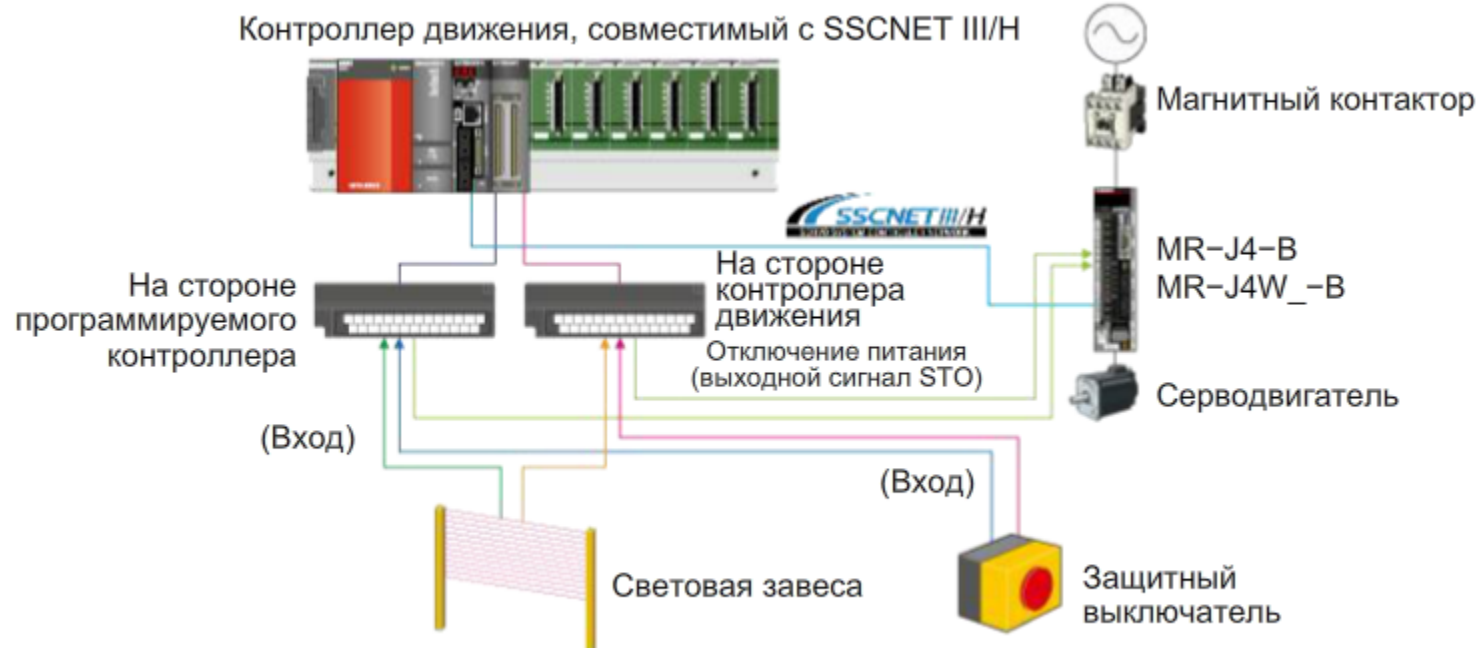 Контроллер движения, совместимый с SSCNET III/H
Магнитный контактор
SSCNET III/H
MR−J4−B
MR−J4W_−B
На стороне
программируемого
контроллера
На стороне
контроллера
движения
Отключение питания
(выходной сигнал STO)
Серводвигатель
(Вход)
(Вход)
Световая завеса
Защитный
выключатель